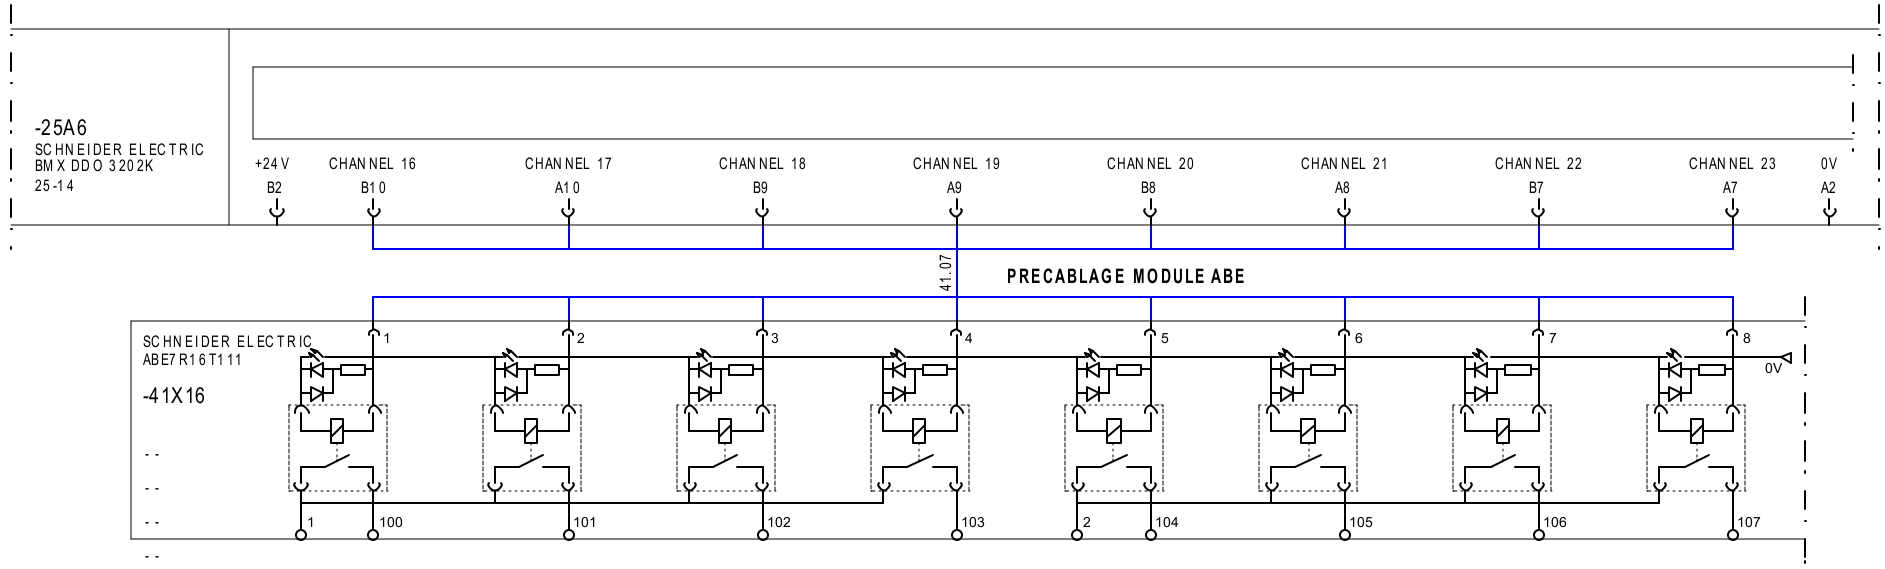 -25A6
SCHNEIDER ELECTRIC
BMX DDO 3202K
25-14
+24V CHANNEL 16 CHANNEL 17 CHANNEL 18 CHANNEL 19 CHANNEL 20 CHANNEL 21 CHANNEL 22 CHANNEL 23 0V
B2 B10 A10 B9 A9 B8 A8 B7 A7 A2
41.07
PRECABLAGE MODULE ABE
SCHNEIDER ELECTRIC
ABE7R16T111
-41X16
1 2 3 4 5 6 7 8
0V
--
--
--
--
1 100 101 102 103 2 104 105 106 107